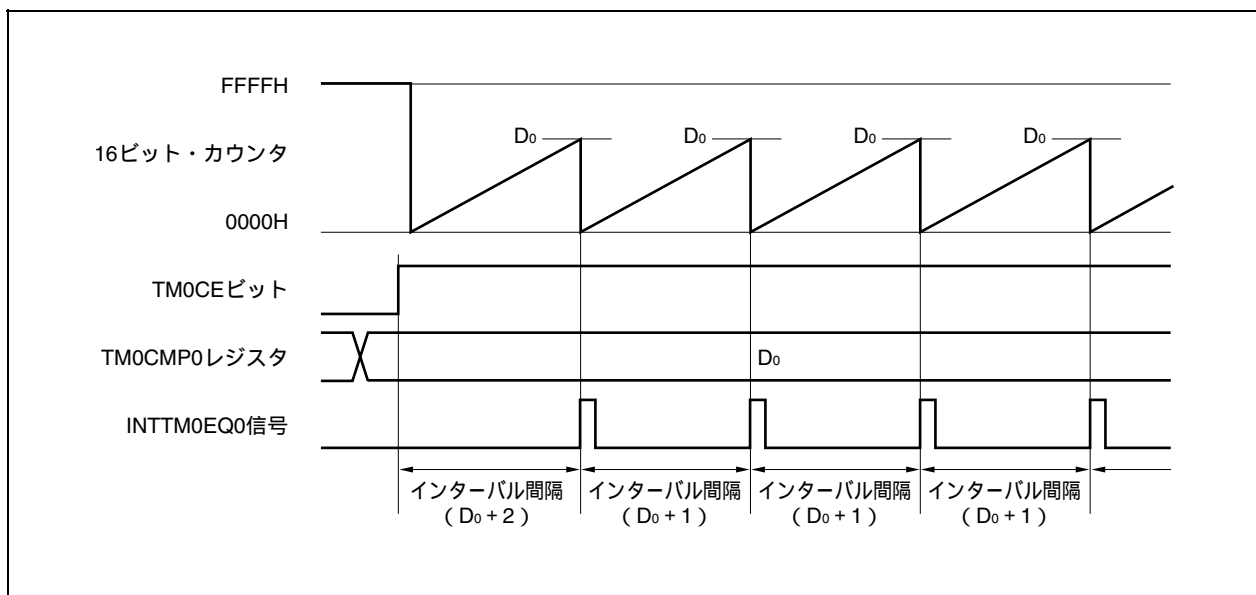 FFFFH
D₀ D₀ D₀ D₀
16ビット・カウンタ
0000H
TM0CEビット
TM0CMP0レジスタ D₀
INTTM0EQ0信号
インターバル間隔 インターバル間隔 インターバル間隔 インターバル間隔
（D₀ + 2） （D₀ + 1） （D₀ + 1） （D₀ + 1）